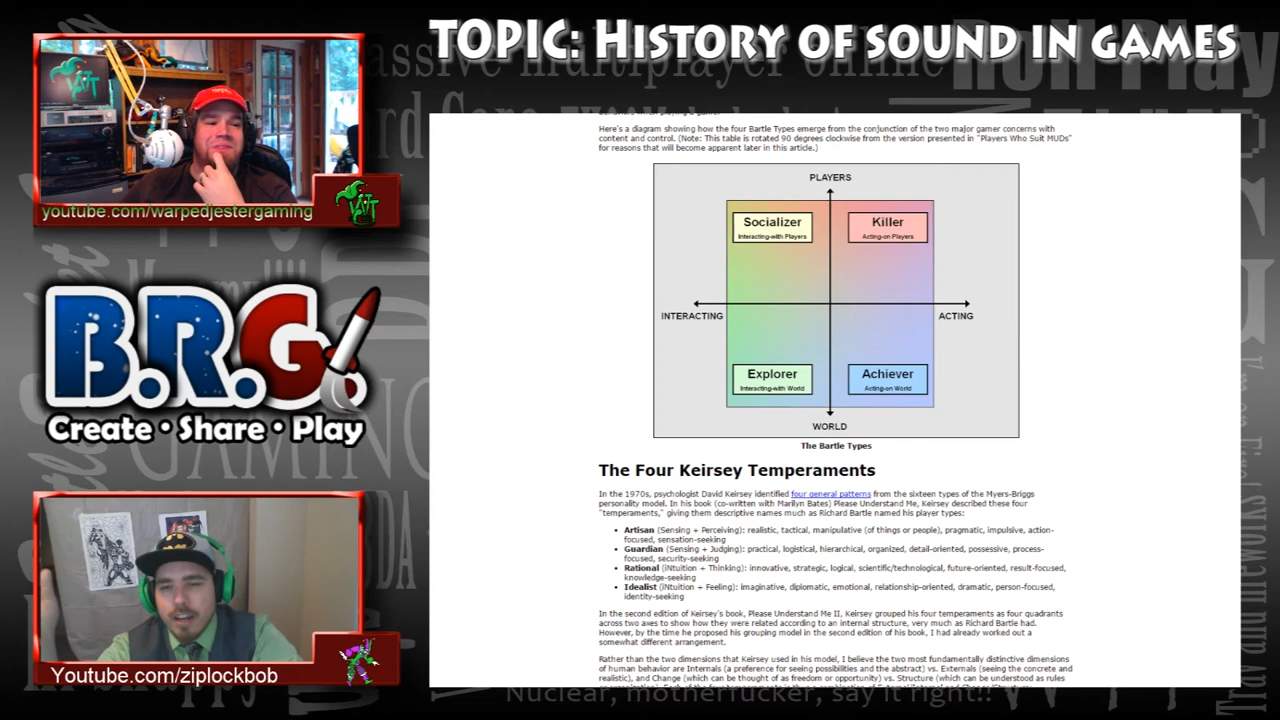 TOPIC: HISTORY OF SOUND IN GAMES
youtube.com/warpedjestergaming
B.R.G.
Create • Share • Play
Youtube.com/ziplockbob
Here's a diagram showing how the four Bartle Types emerge from the conjunction of the two major gamer concerns with
content and control. (Note: This table is rotated 90 degrees clockwise from the version presented in "Players Who Suit MUDs"
for reasons that will become apparent later in this article.)
PLAYERS
Socializer
Interacting-with Players
Killer
Acting-on Players
INTERACTING
ACTING
Explorer
Interacting-with World
Achiever
Acting-on World
WORLD
The Bartle Types
The Four Keirsey Temperaments
In the 1970s, psychologist David Keirsey identified four general patterns from the sixteen types of the Myers-Briggs
personality model. In his book (co-written with Marilyn Bates) Please Understand Me, Keirsey described these four
"temperaments," giving them descriptive names much as Richard Bartle named his player types:
• Artisan (Sensing + Perceiving): realistic, tactical, manipulative (of things or people), pragmatic, impulsive, action-
focused, sensation-seeking
• Guardian (Sensing + Judging): practical, logistical, hierarchical, organized, detail-oriented, possessive, process-
focused, security-seeking
• Rational (iNtuition + Thinking): innovative, strategic, logical, scientific/technological, future-oriented, result-focused,
knowledge-seeking
• Idealist (iNtuition + Feeling): imaginative, diplomatic, emotional, relationship-oriented, dramatic, person-focused,
identity-seeking
In the second edition of Keirsey's book, Please Understand Me II, Keirsey grouped his four temperaments as four quadrants
across two axes to show how they were related according to an internal structure, very much as Richard Bartle had.
However, by the time he proposed his grouping model in the second edition of his book, I had already worked out a
somewhat different arrangement.
Rather than the two dimensions that Keirsey used in his model, I believe the two most fundamentally distinctive dimensions
of human behavior are Internals (a preference for seeing possibilities and the abstract) vs. Externals (seeing the concrete and
realistic), and Change (which can be thought of as freedom or opportunity) vs. Structure (which can be understood as rules
Nuclear, motherfucker, say it right!!